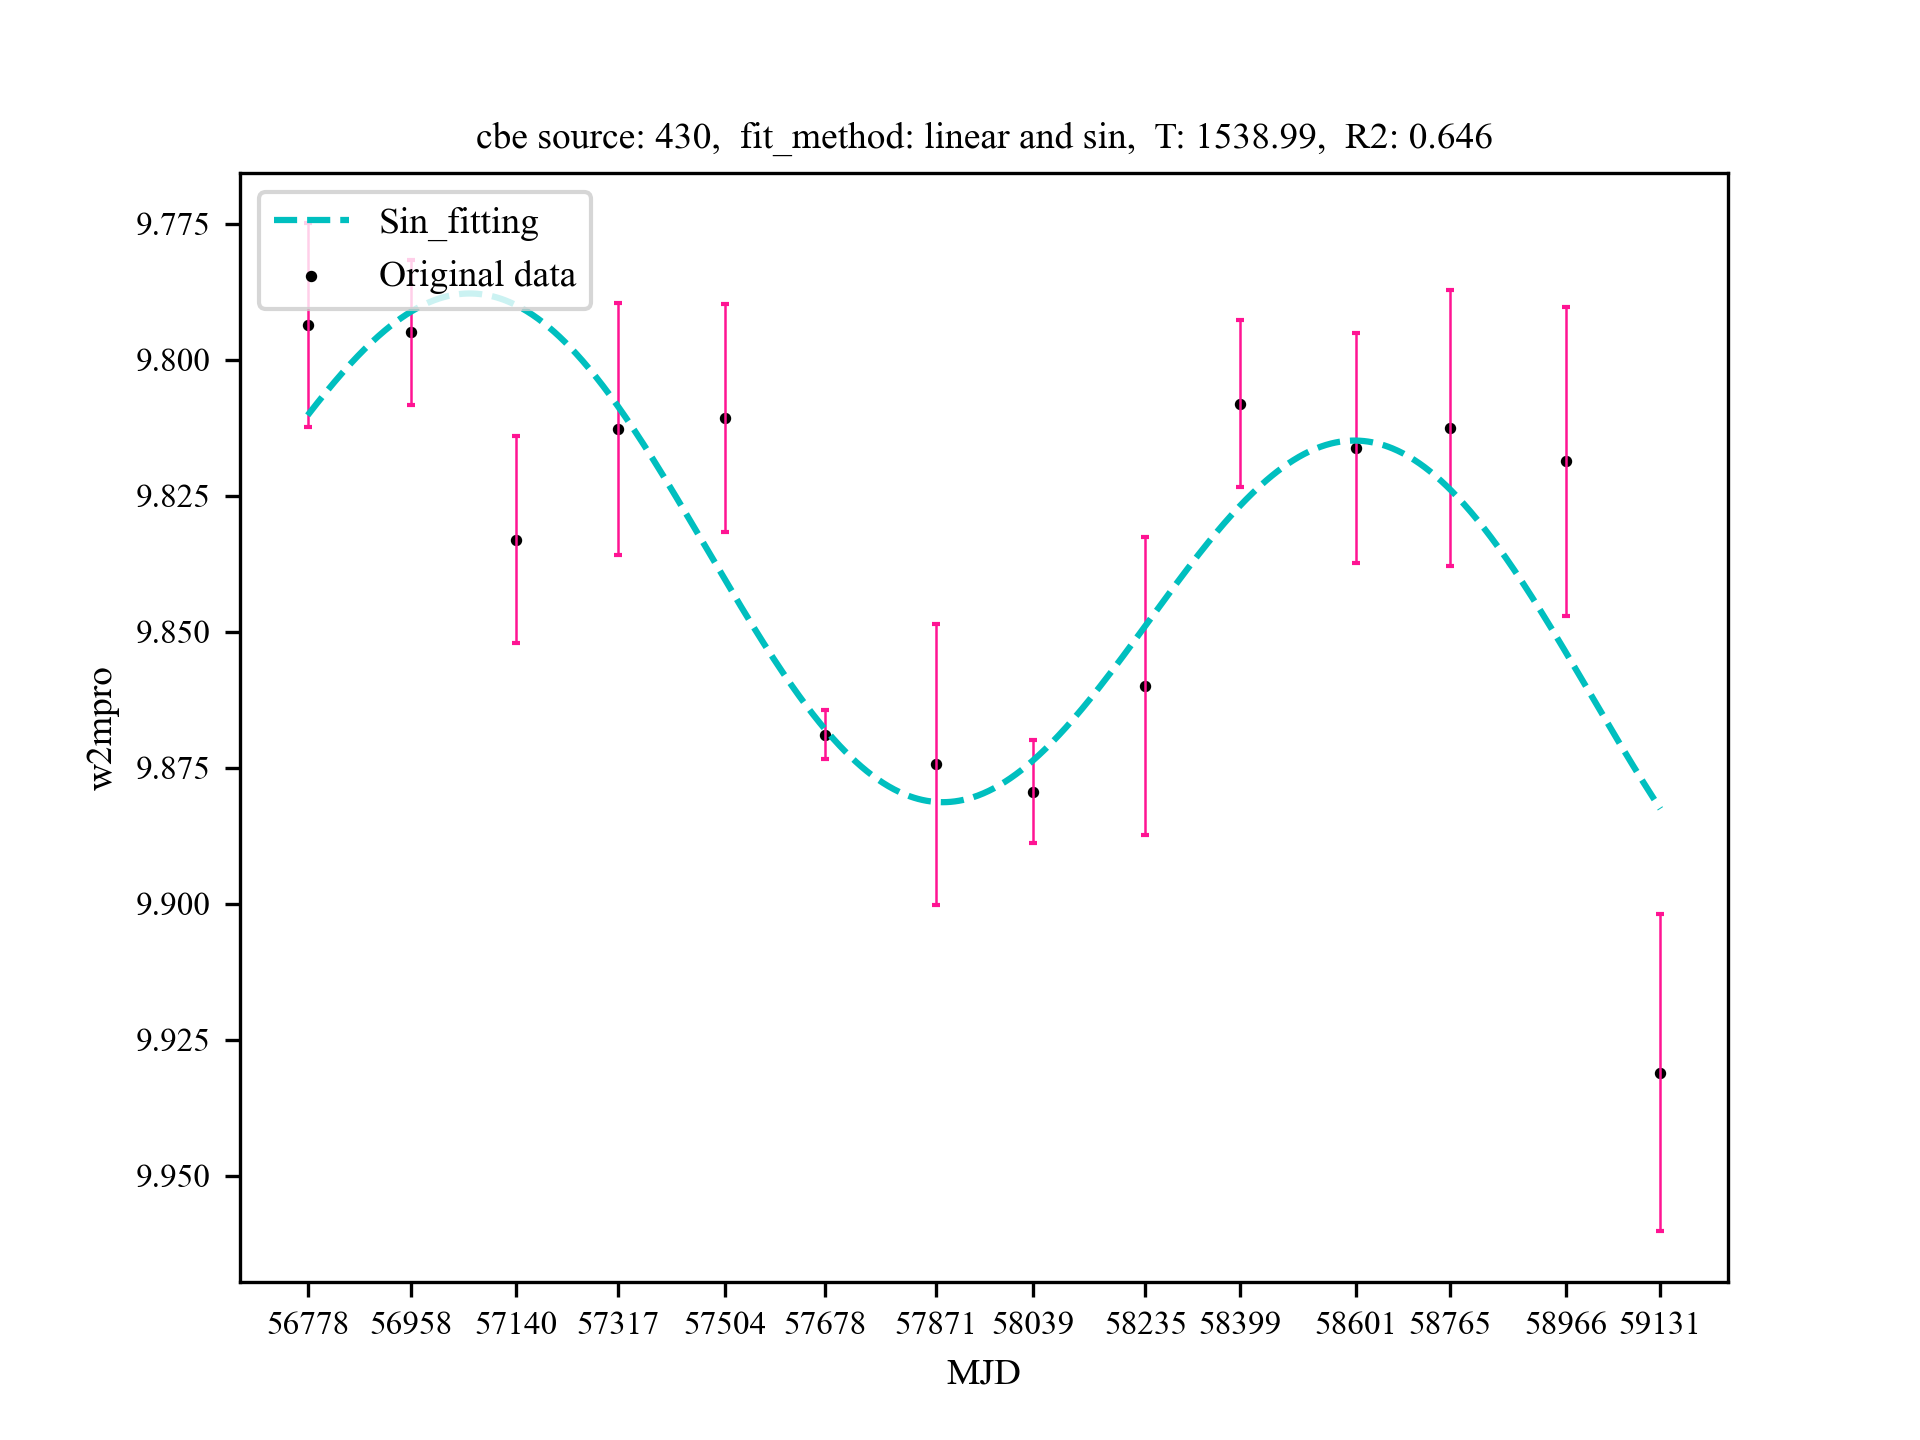 cbe source: 430,  fit_method: linear and sin,  T: 1538.99,  R2: 0.646
Sin_fitting
Original data
9.775
9.800
9.825
9.850
9.875
9.900
9.925
9.950
w2mpro
56778 56958 57140 57317 57504 57678 57871 58039 58235 58399 58601 58765 58966 59131
MJD